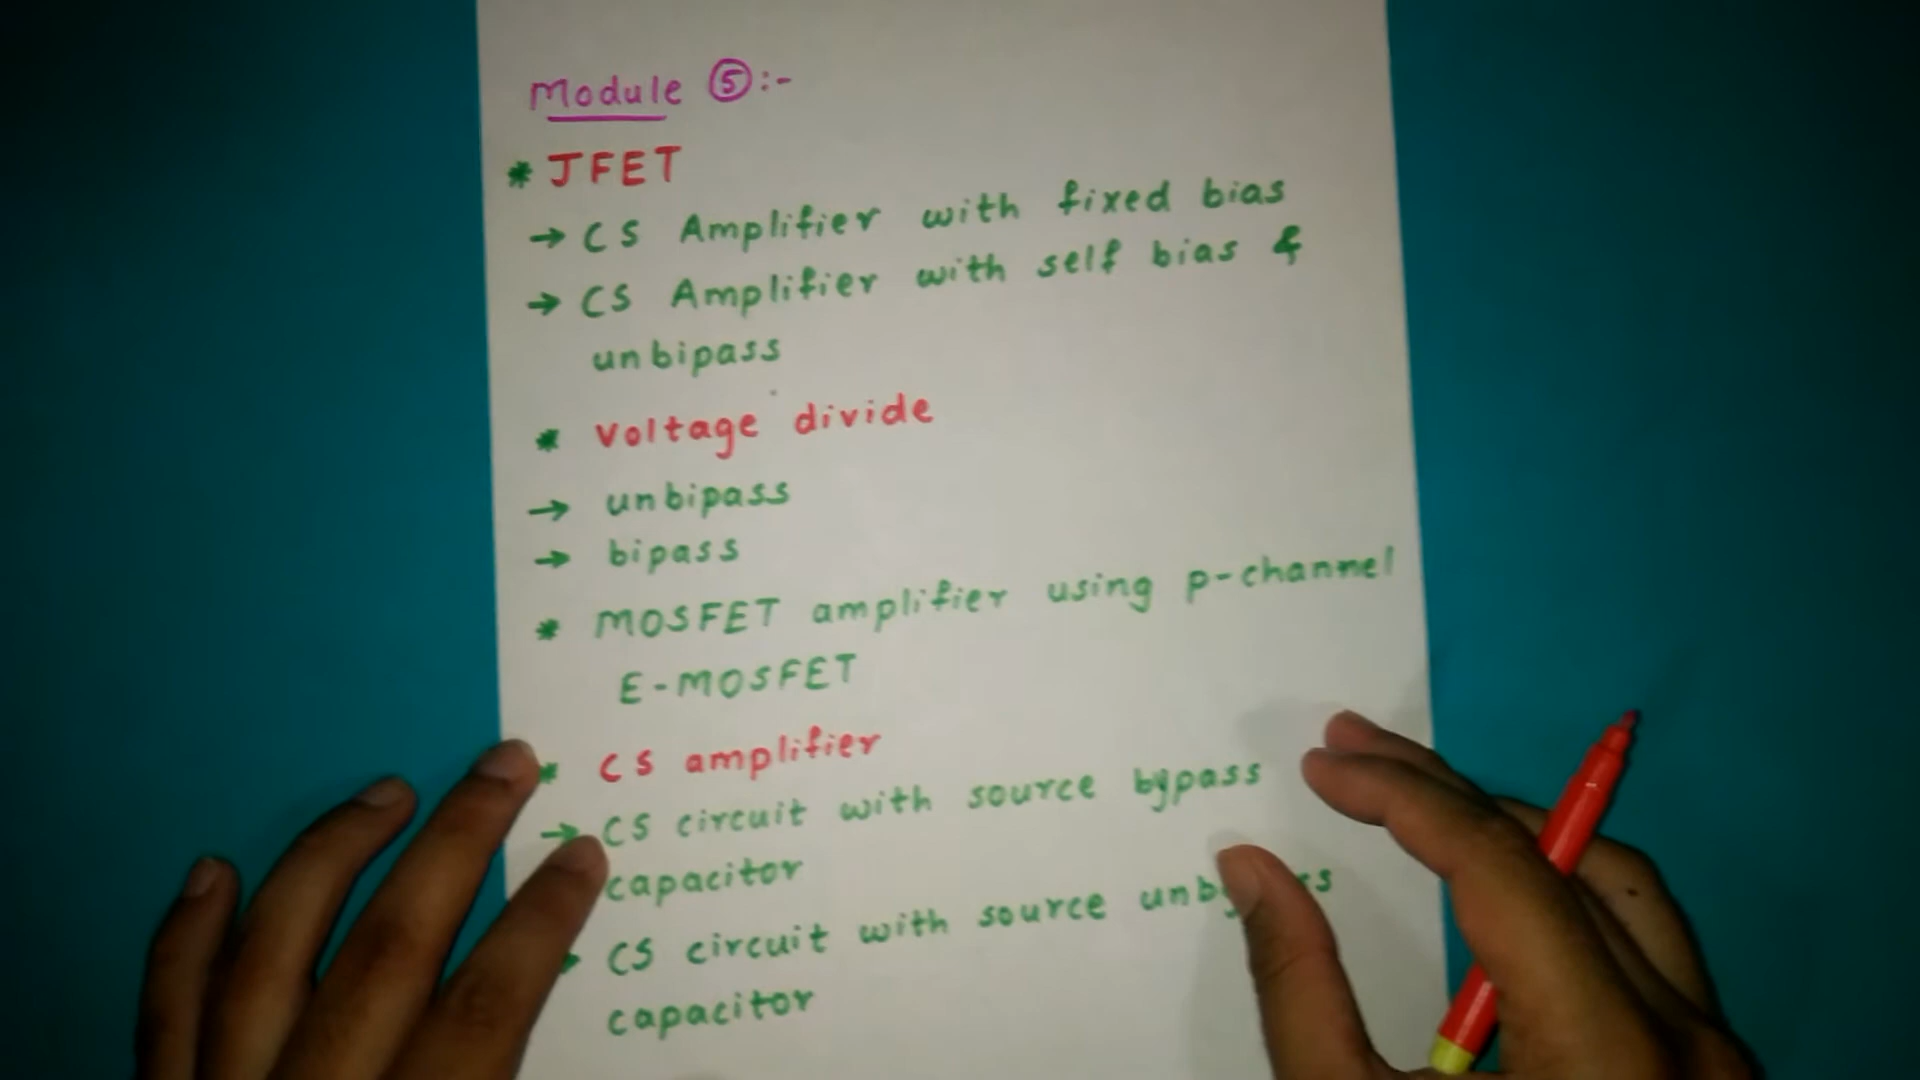 Module ⑤:-
* JFET
→ CS Amplifier with fixed bias
→ CS Amplifier with self bias &
unbipass
* Voltage divide
→ unbipass
→ bipass
* MOSFET amplifier using p-channel
E-MOSFET
* CS amplifier
→ CS circuit with source bypass
capacitor
CS circuit with source
capacitor